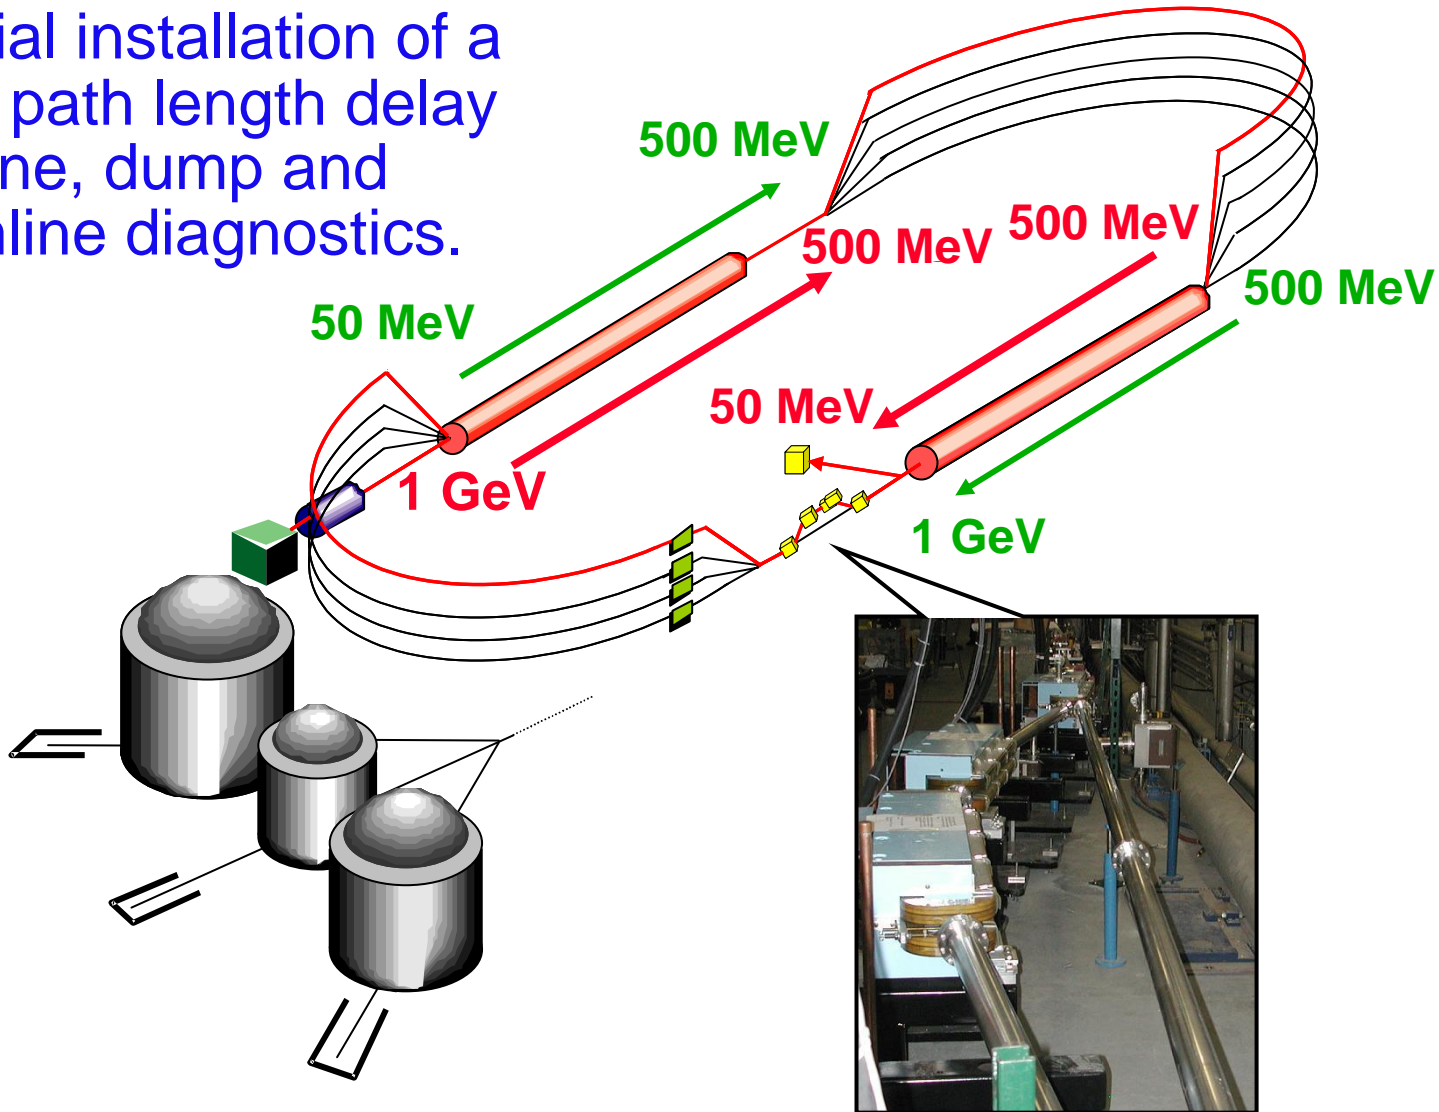 ial installation of a
path length delay
ne, dump and
nline diagnostics.
500 MeV
500 MeV
500 MeV
500 MeV
50 MeV
50 MeV
1 GeV
1 GeV